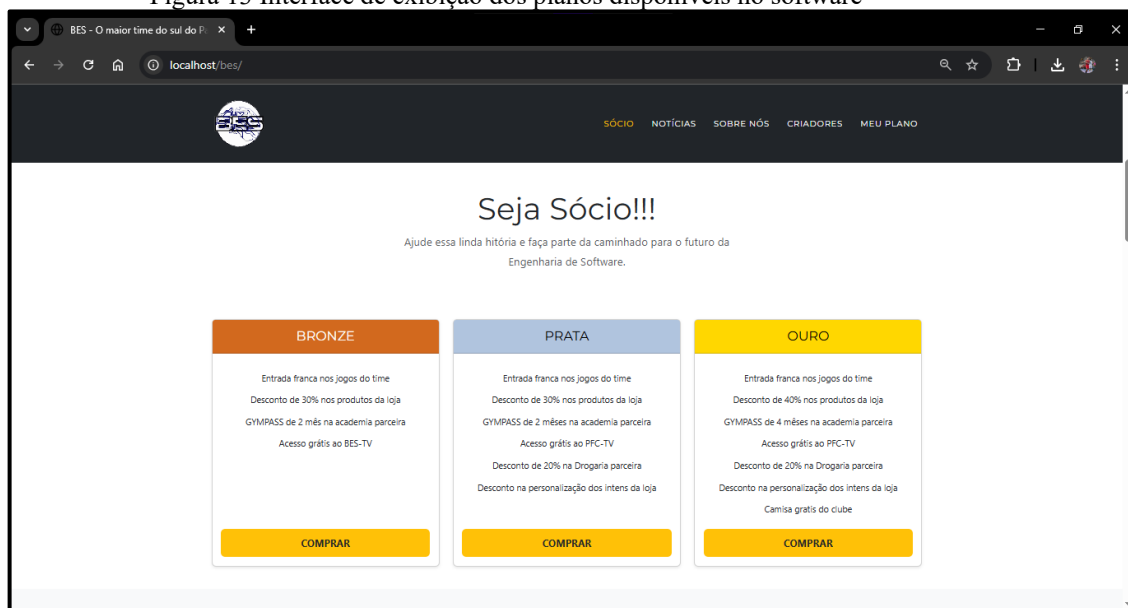 Figura 15 Interface de exibição dos planos disponíveis no software
BES - O maior time do sul do Pa
localhost/bes/
BES
SÓCIO NOTÍCIAS SOBRE NÓS CRIADORES MEU PLANO
Seja Sócio!!!
Ajude essa linda hitória e faça parte da caminhado para o futuro da
Engenharia de Software.
BRONZE
Entrada franca nos jogos do time
Desconto de 30% nos produtos da loja
GYMPASS de 2 mês na academia parceira
Acesso grátis ao BES-TV
COMPRAR
PRATA
Entrada franca nos jogos do time
Desconto de 30% nos produtos da loja
GYMPASS de 2 mêses na academia parceira
Acesso grátis ao PFC-TV
Desconto de 20% na Drogaria parceira
Desconto na personalização dos intens da loja
COMPRAR
OURO
Entrada franca nos jogos do time
Desconto de 40% nos produtos da loja
GYMPASS de 4 mêses na academia parceira
Acesso grátis ao PFC-TV
Desconto de 20% na Drogaria parceira
Desconto na personalização dos intens da loja
Camisa gratis do clube
COMPRAR